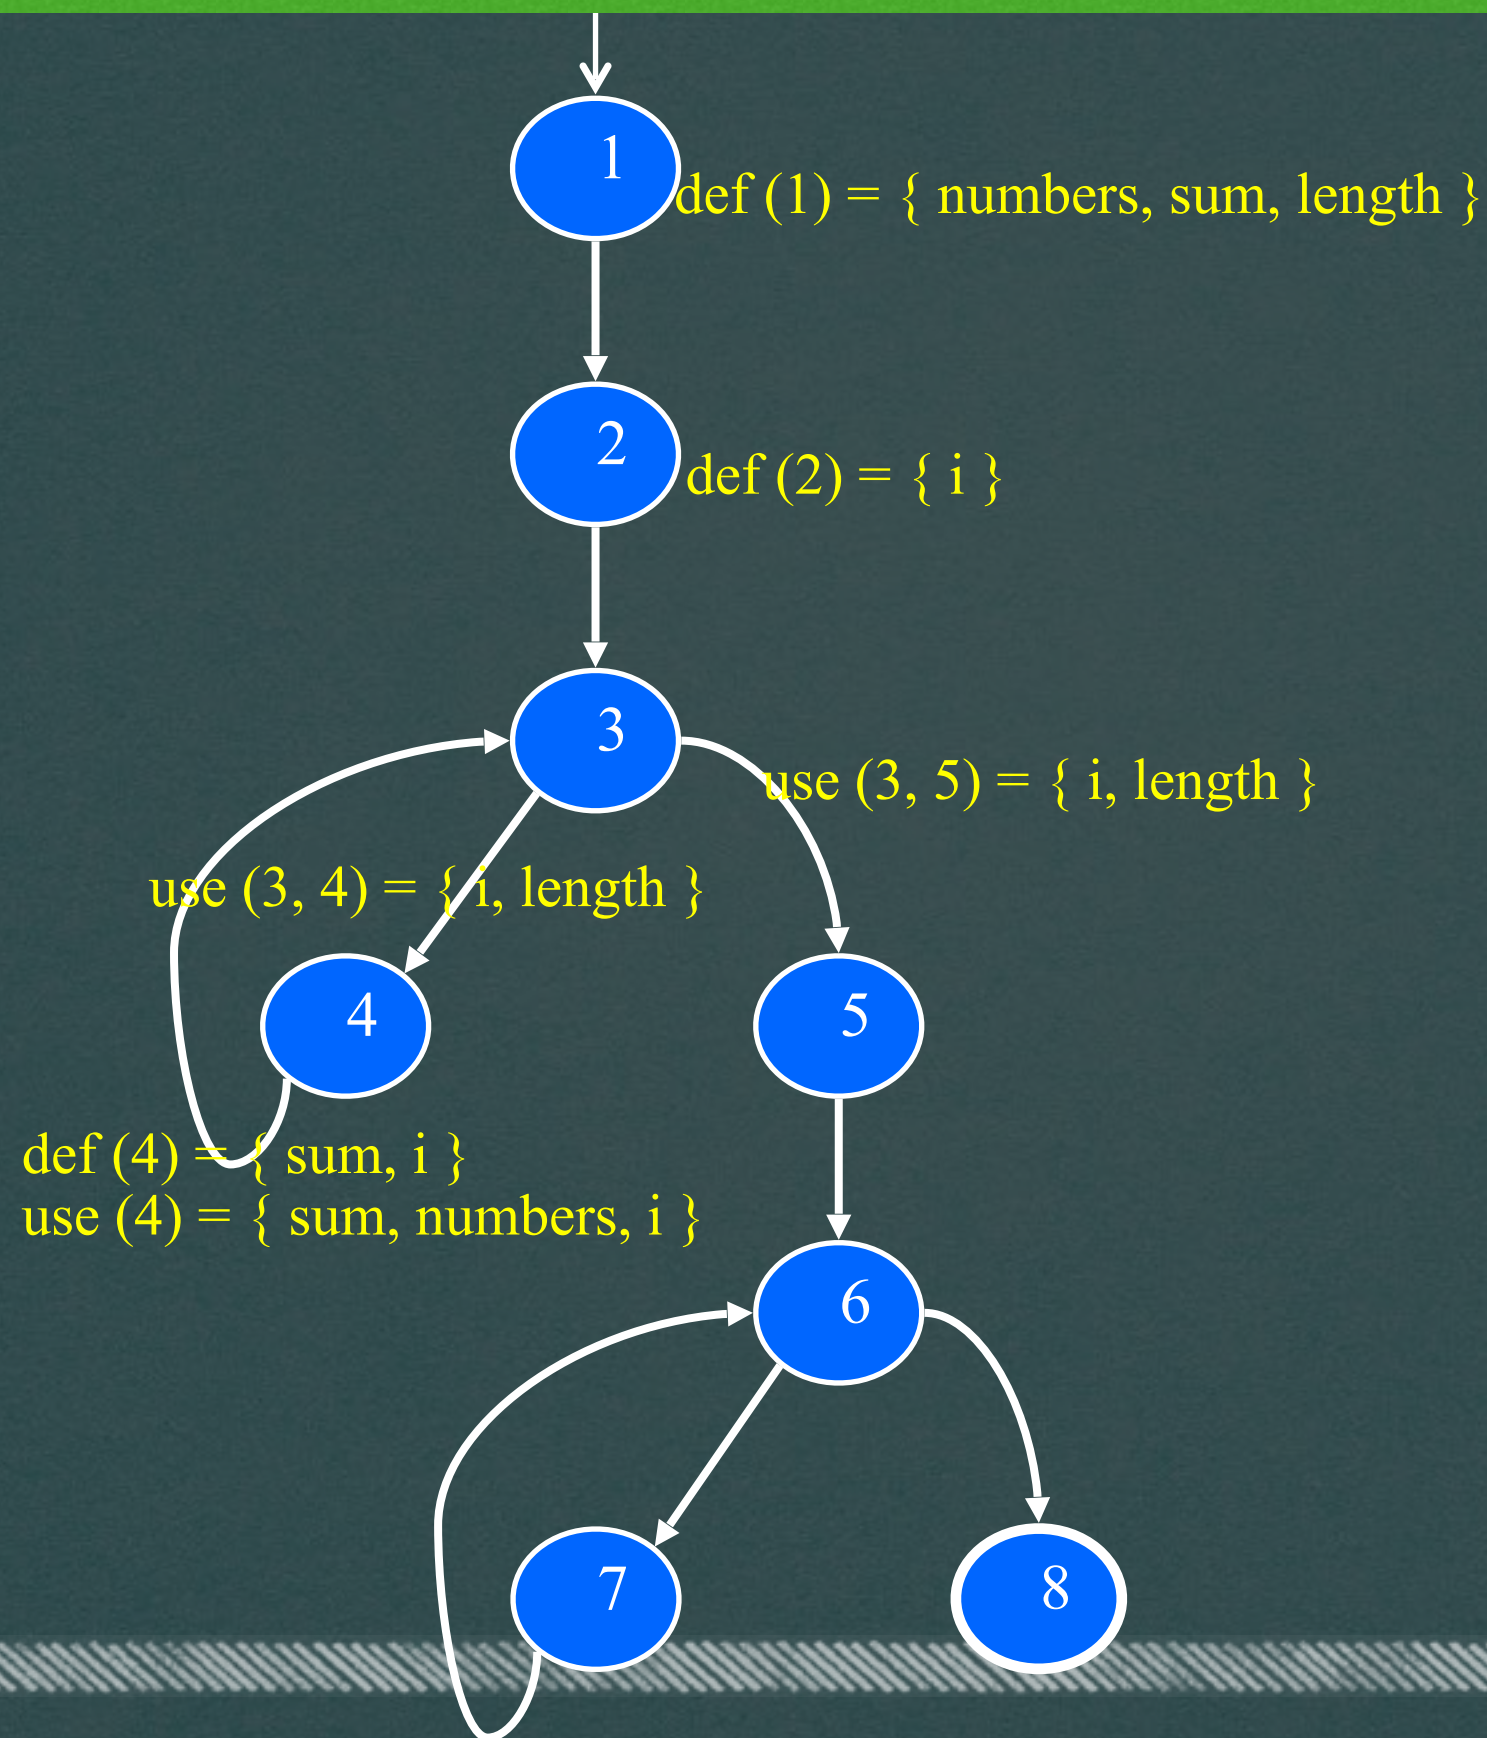 1
def (1) = { numbers, sum, length }
2
def (2) = { i }
3
use (3, 5) = { i, length }
use (3, 4) = { i, length }
4
5
def (4) = { sum, i }
use (4) = { sum, numbers, i }
6
7
8